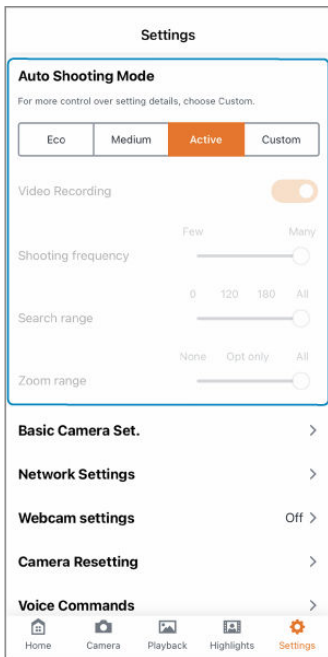 Settings
Auto Shooting Mode
For more control over setting details, choose Custom.
Eco Medium Active Custom
Video Recording
Few Many
Shooting frequency
0 120 180 All
Search range
None Opt only All
Zoom range
Basic Camera Set.
Network Settings
Webcam settings Off
Camera Resetting
Voice Commands
Home Camera Playback Highlights Settings